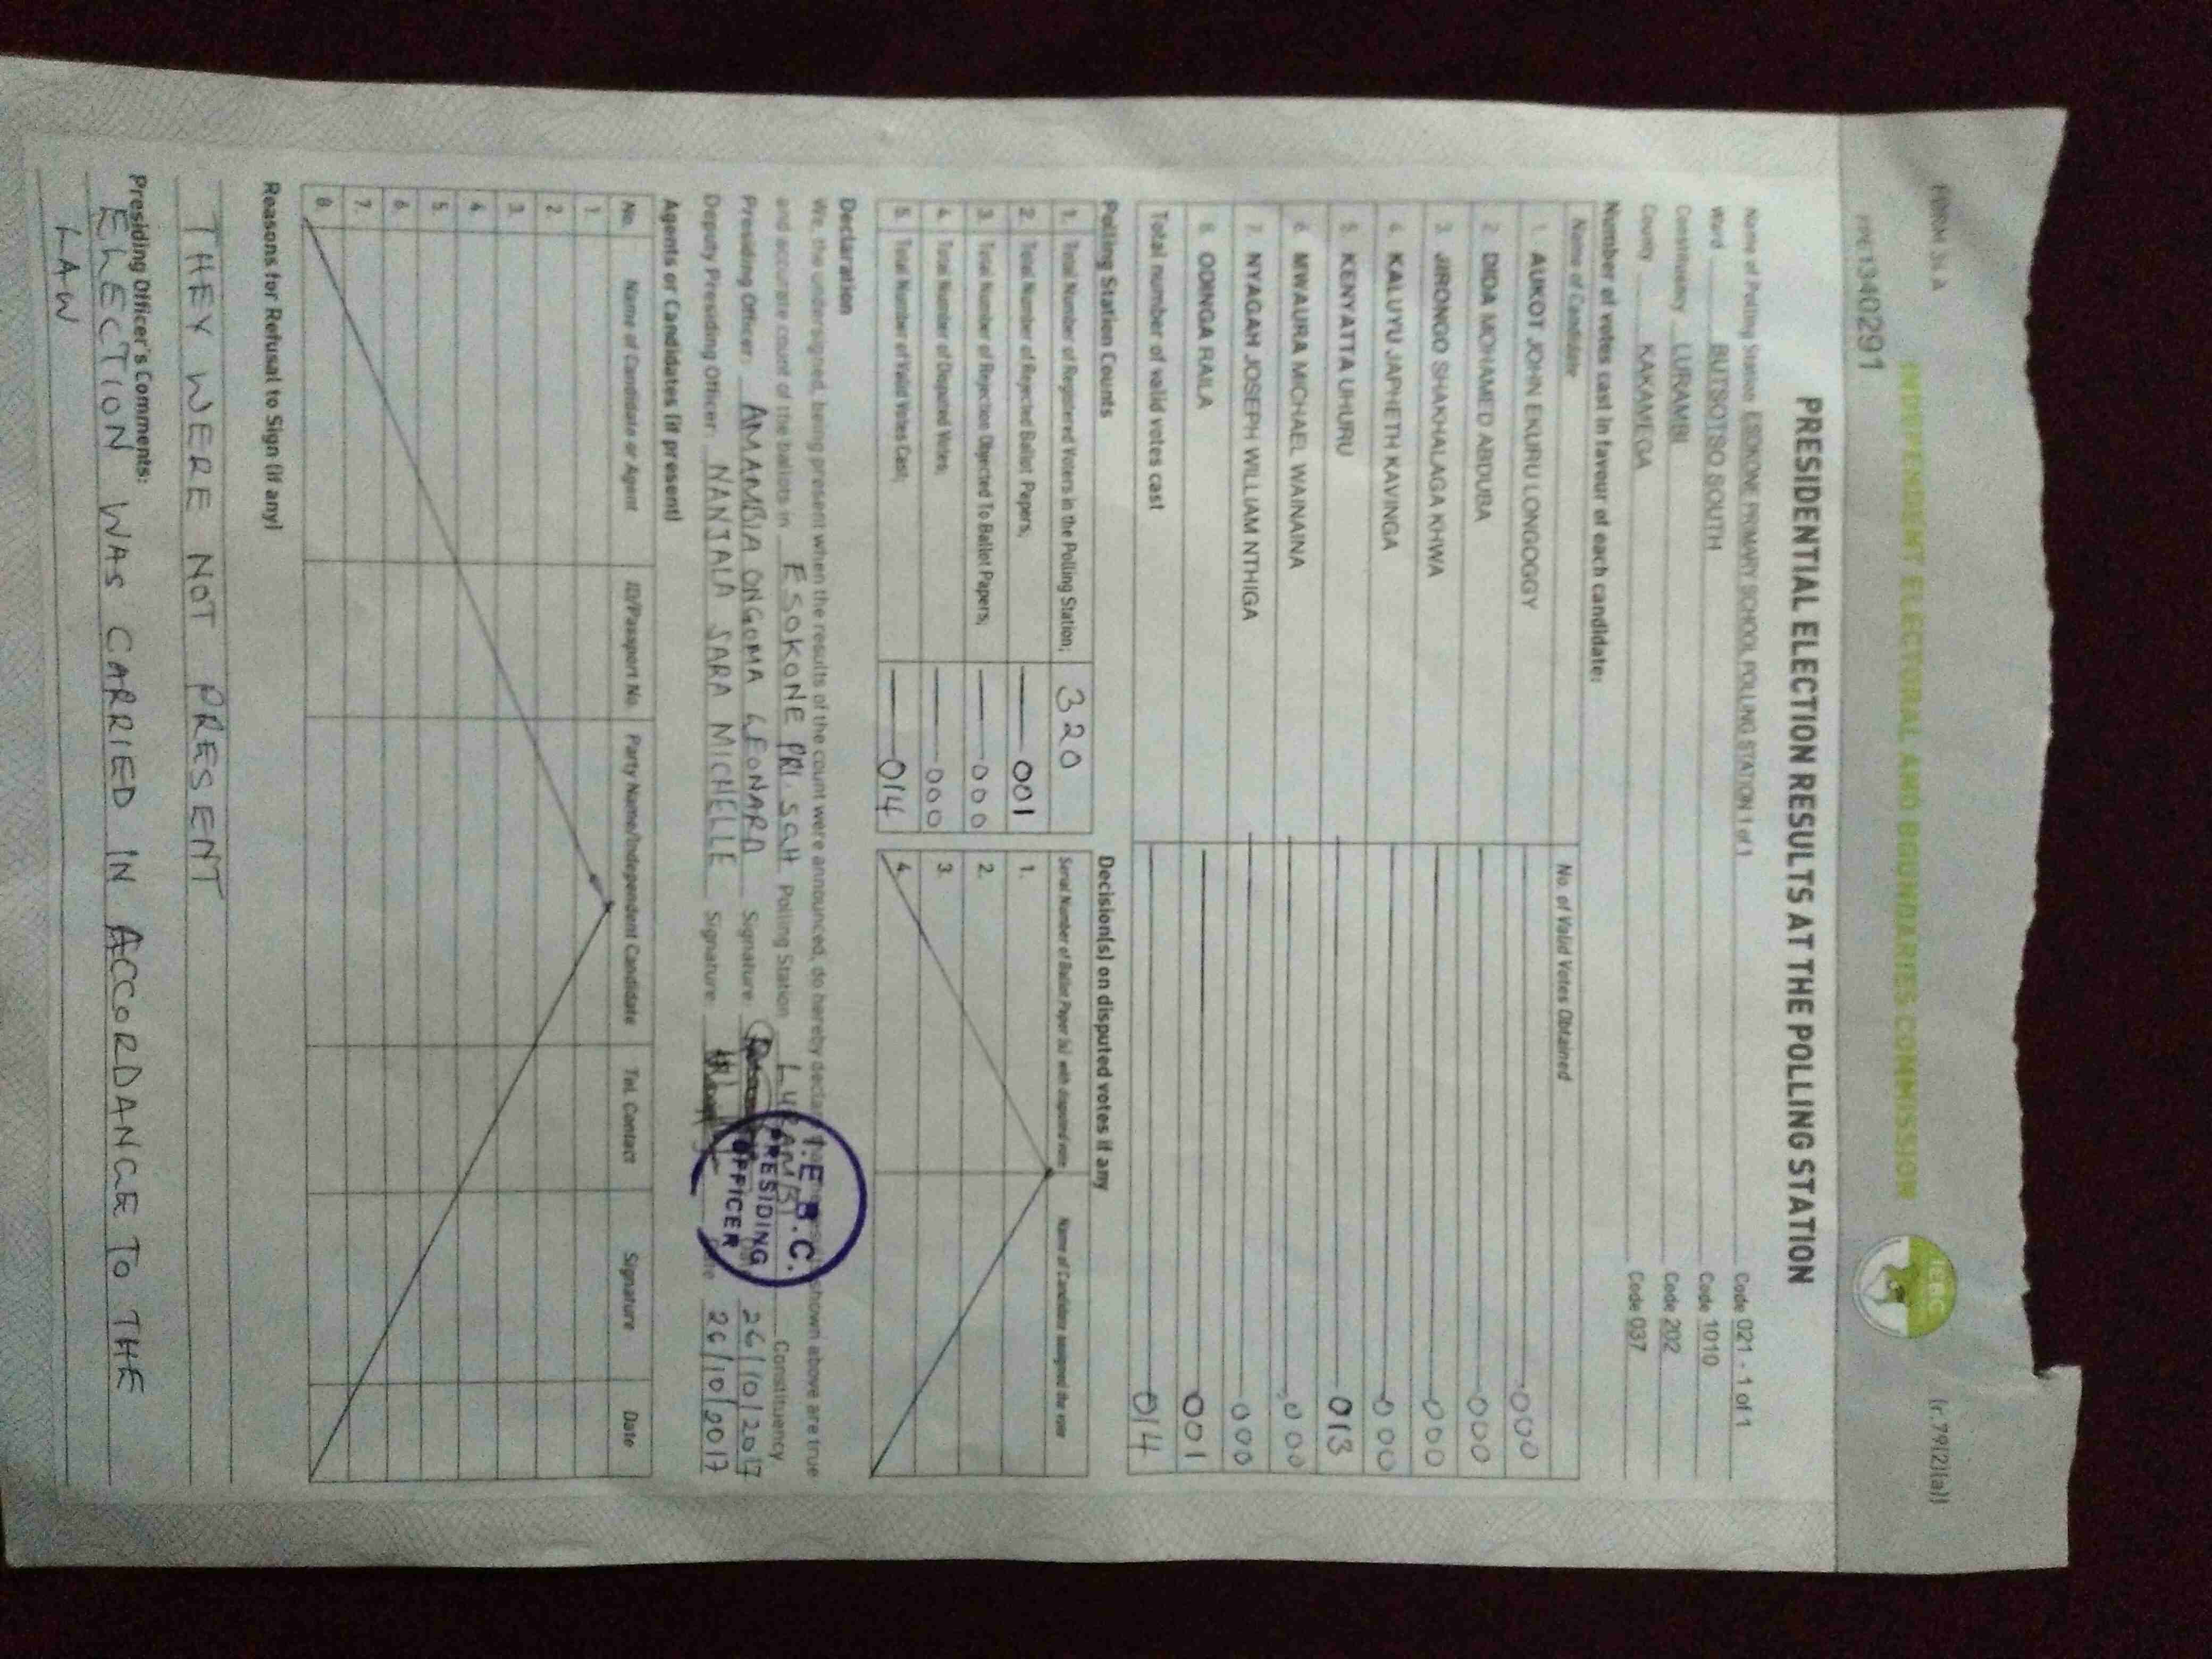 FORM 34 A
(r.79(2)(a))
INDEPENDENT ELECTORAL AND BOUNDARIES COMMISSION
IEBC
PRE1340291
PRESIDENTIAL ELECTION RESULTS AT THE POLLING STATION
Name of Polling Station ESOKONE PRIMARY SCHOOL POLLING STATION 1 of 1 Code 021 - 1 of 1
Ward BUTSOTSO SOUTH Code 1010
Constituency LURAMBI Code 202
County KAKAMEGA Code 037
Number of votes cast in favour of each candidate:
Name of Candidate No. of Valid Votes Obtained
1. AUKOT JOHN EKURU LONGOGGY 000
2. DIDA MOHAMED ABDUBA 000
3. JIRONGO SHAKHALAGA KHWA 000
4. KALUYU JAPHETH KAVINGA 000
5. KENYATTA UHURU 013
6. MWAURA MICHAEL WAINAINA 000
7. NYAGAH JOSEPH WILLIAM NTHIGA 000
8. ODINGA RAILA 001
Total number of valid votes cast 014
Polling Station Counts
1. Total Number of Registered Voters in the Polling Station; 320
2. Total Number of Rejected Ballot Papers; 001
3. Total Number of Rejection Objected To Ballot Papers; 000
4. Total Number of Disputed Votes; 000
5. Total Number of Valid Votes Cast; 014
Decision(s) on disputed votes if any
Serial Number of Ballot Paper (s) with disputed vote Name of Candidate assigned the vote
1.
2.
3.
4.
Declaration
We, the undersigned, being present when the results of the count were announced, do hereby declare shown above are true
and accurate count of the ballots in ESOKONE PRI. SCH Polling Station LURAMBI Constituency
Presiding Officer: AMAMBIA ONGOMA LEONARD Signature 26/10/2017
Deputy Presiding Officer: NANJALA SARA MICHELLE Signature Date 26/10/2017
I.E.B.C.
PRESIDING
OFFICER
Agents or Candidates (if present)
No. Name of Candidate or Agent ID/Passport No. Party Name/Independent Candidate Tel. Contact Signature Date
1.
2.
3.
4.
5.
6.
7.
8.
Reasons for Refusal to Sign (if any)
THEY WERE NOT PRESENT
Presiding Officer's Comments:
ELECTION WAS CARRIED IN ACCORDANCE TO THE
LAW